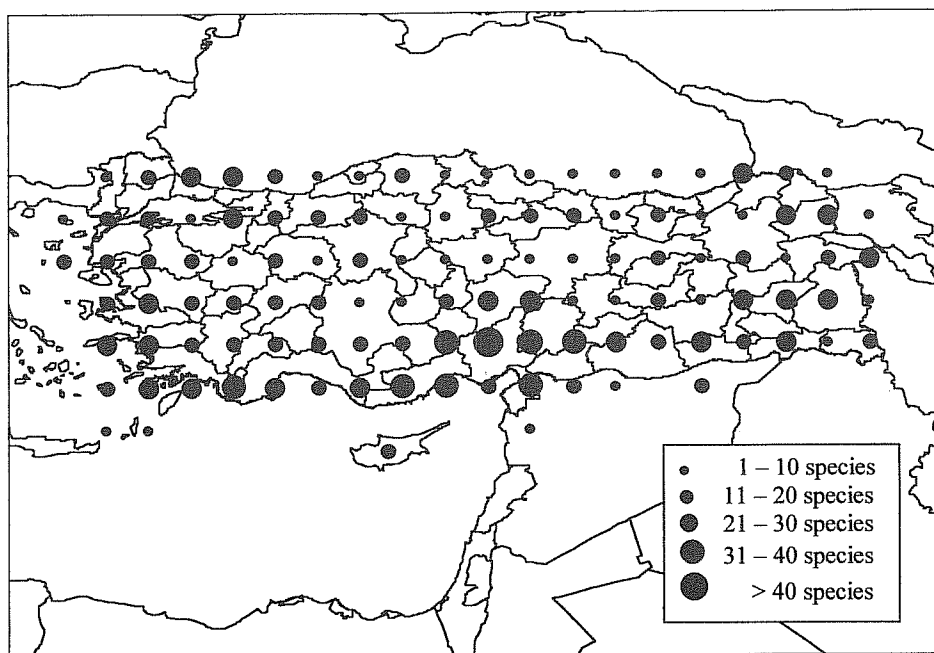 1 – 10 species
11 – 20 species
21 – 30 species
31 – 40 species
> 40 species